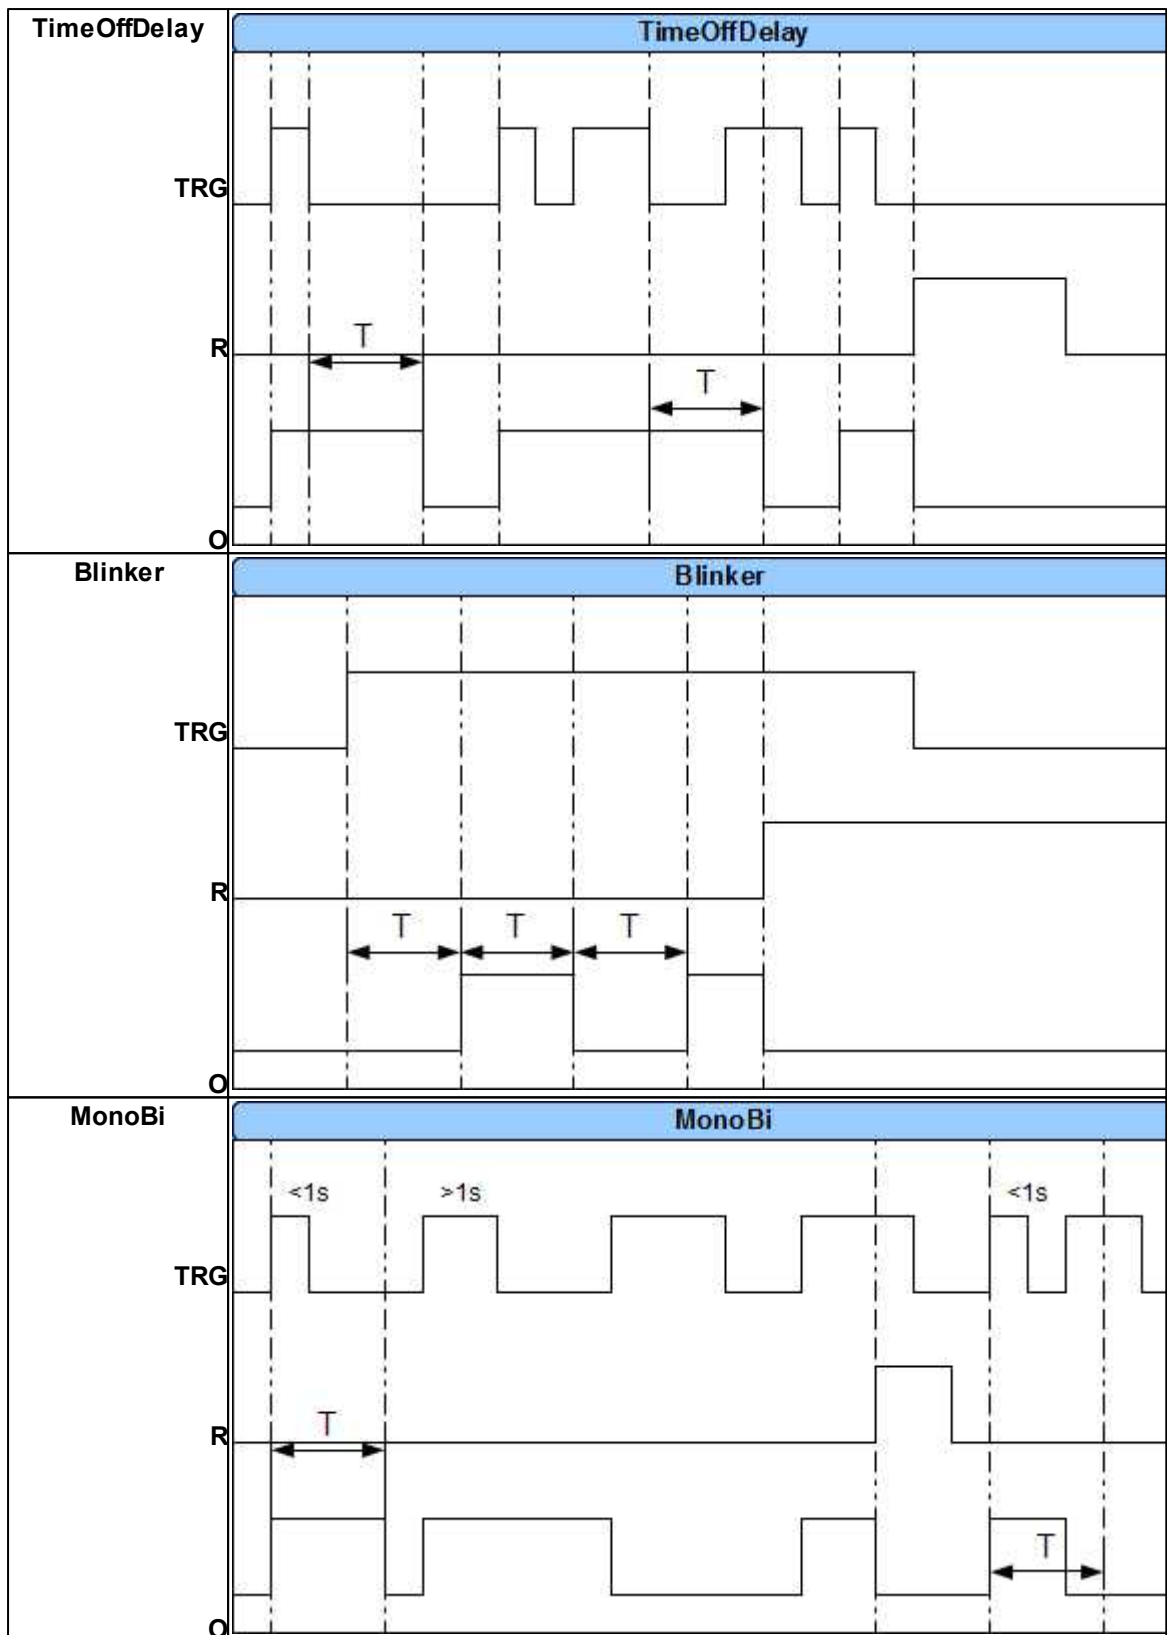 TimeOffDelay
TimeOffDelay
TRG
R
T
T
O
Blinker
Blinker
TRG
R
T T T
O
MonoBi
MonoBi
<1s >1s <1s
TRG
R
T
T
O